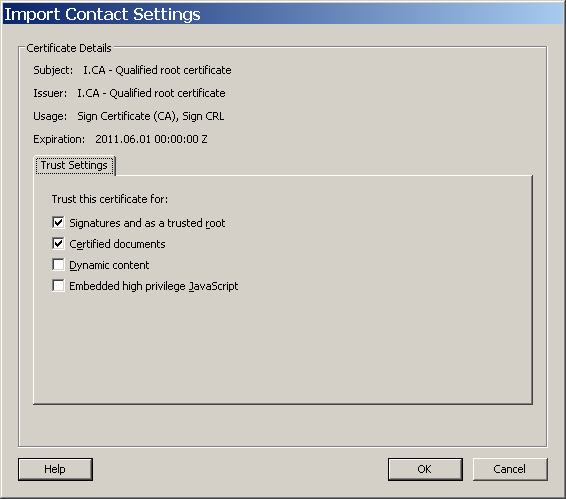 Import Contact Settings
Certificate Details
Subject: I.CA - Qualified root certificate
Issuer: I.CA - Qualified root certificate
Usage: Sign Certificate (CA), Sign CRL
Expiration: 2011.06.01 00:00:00 Z
Trust Settings
Trust this certificate for:
Signatures and as a trusted root
Certified documents
Dynamic content
Embedded high privilege JavaScript
Help OK Cancel